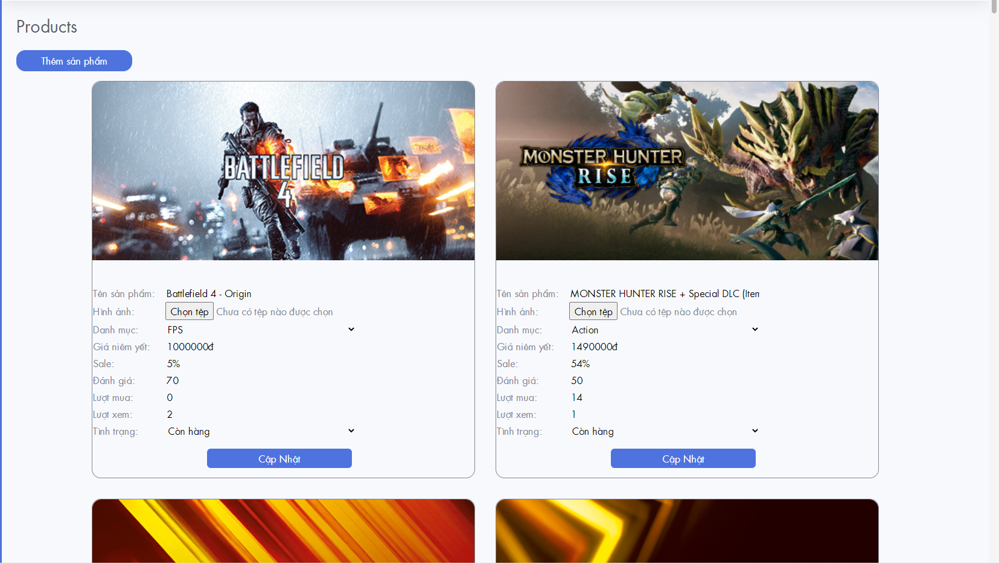 Products
Thêm sản phẩm
BATTLEFIELD
4
Tên sản phẩm: Battlefield 4 - Origin
Hình ảnh: Chọn tệp Chưa có tệp nào được chọn
Danh mục: FPS
Giá niêm yết: 1000000đ
Sale: 5%
Đánh giá: 70
Lượt mua: 0
Lượt xem: 2
Tình trạng: Còn hàng
Cập Nhật
MONSTER HUNTER
RISE
Tên sản phẩm: MONSTER HUNTER RISE + Special DLC (Item
Hình ảnh: Chọn tệp Chưa có tệp nào được chọn
Danh mục: Action
Giá niêm yết: 1490000đ
Sale: 54%
Đánh giá: 50
Lượt mua: 14
Lượt xem: 1
Tình trạng: Còn hàng
Cập Nhật